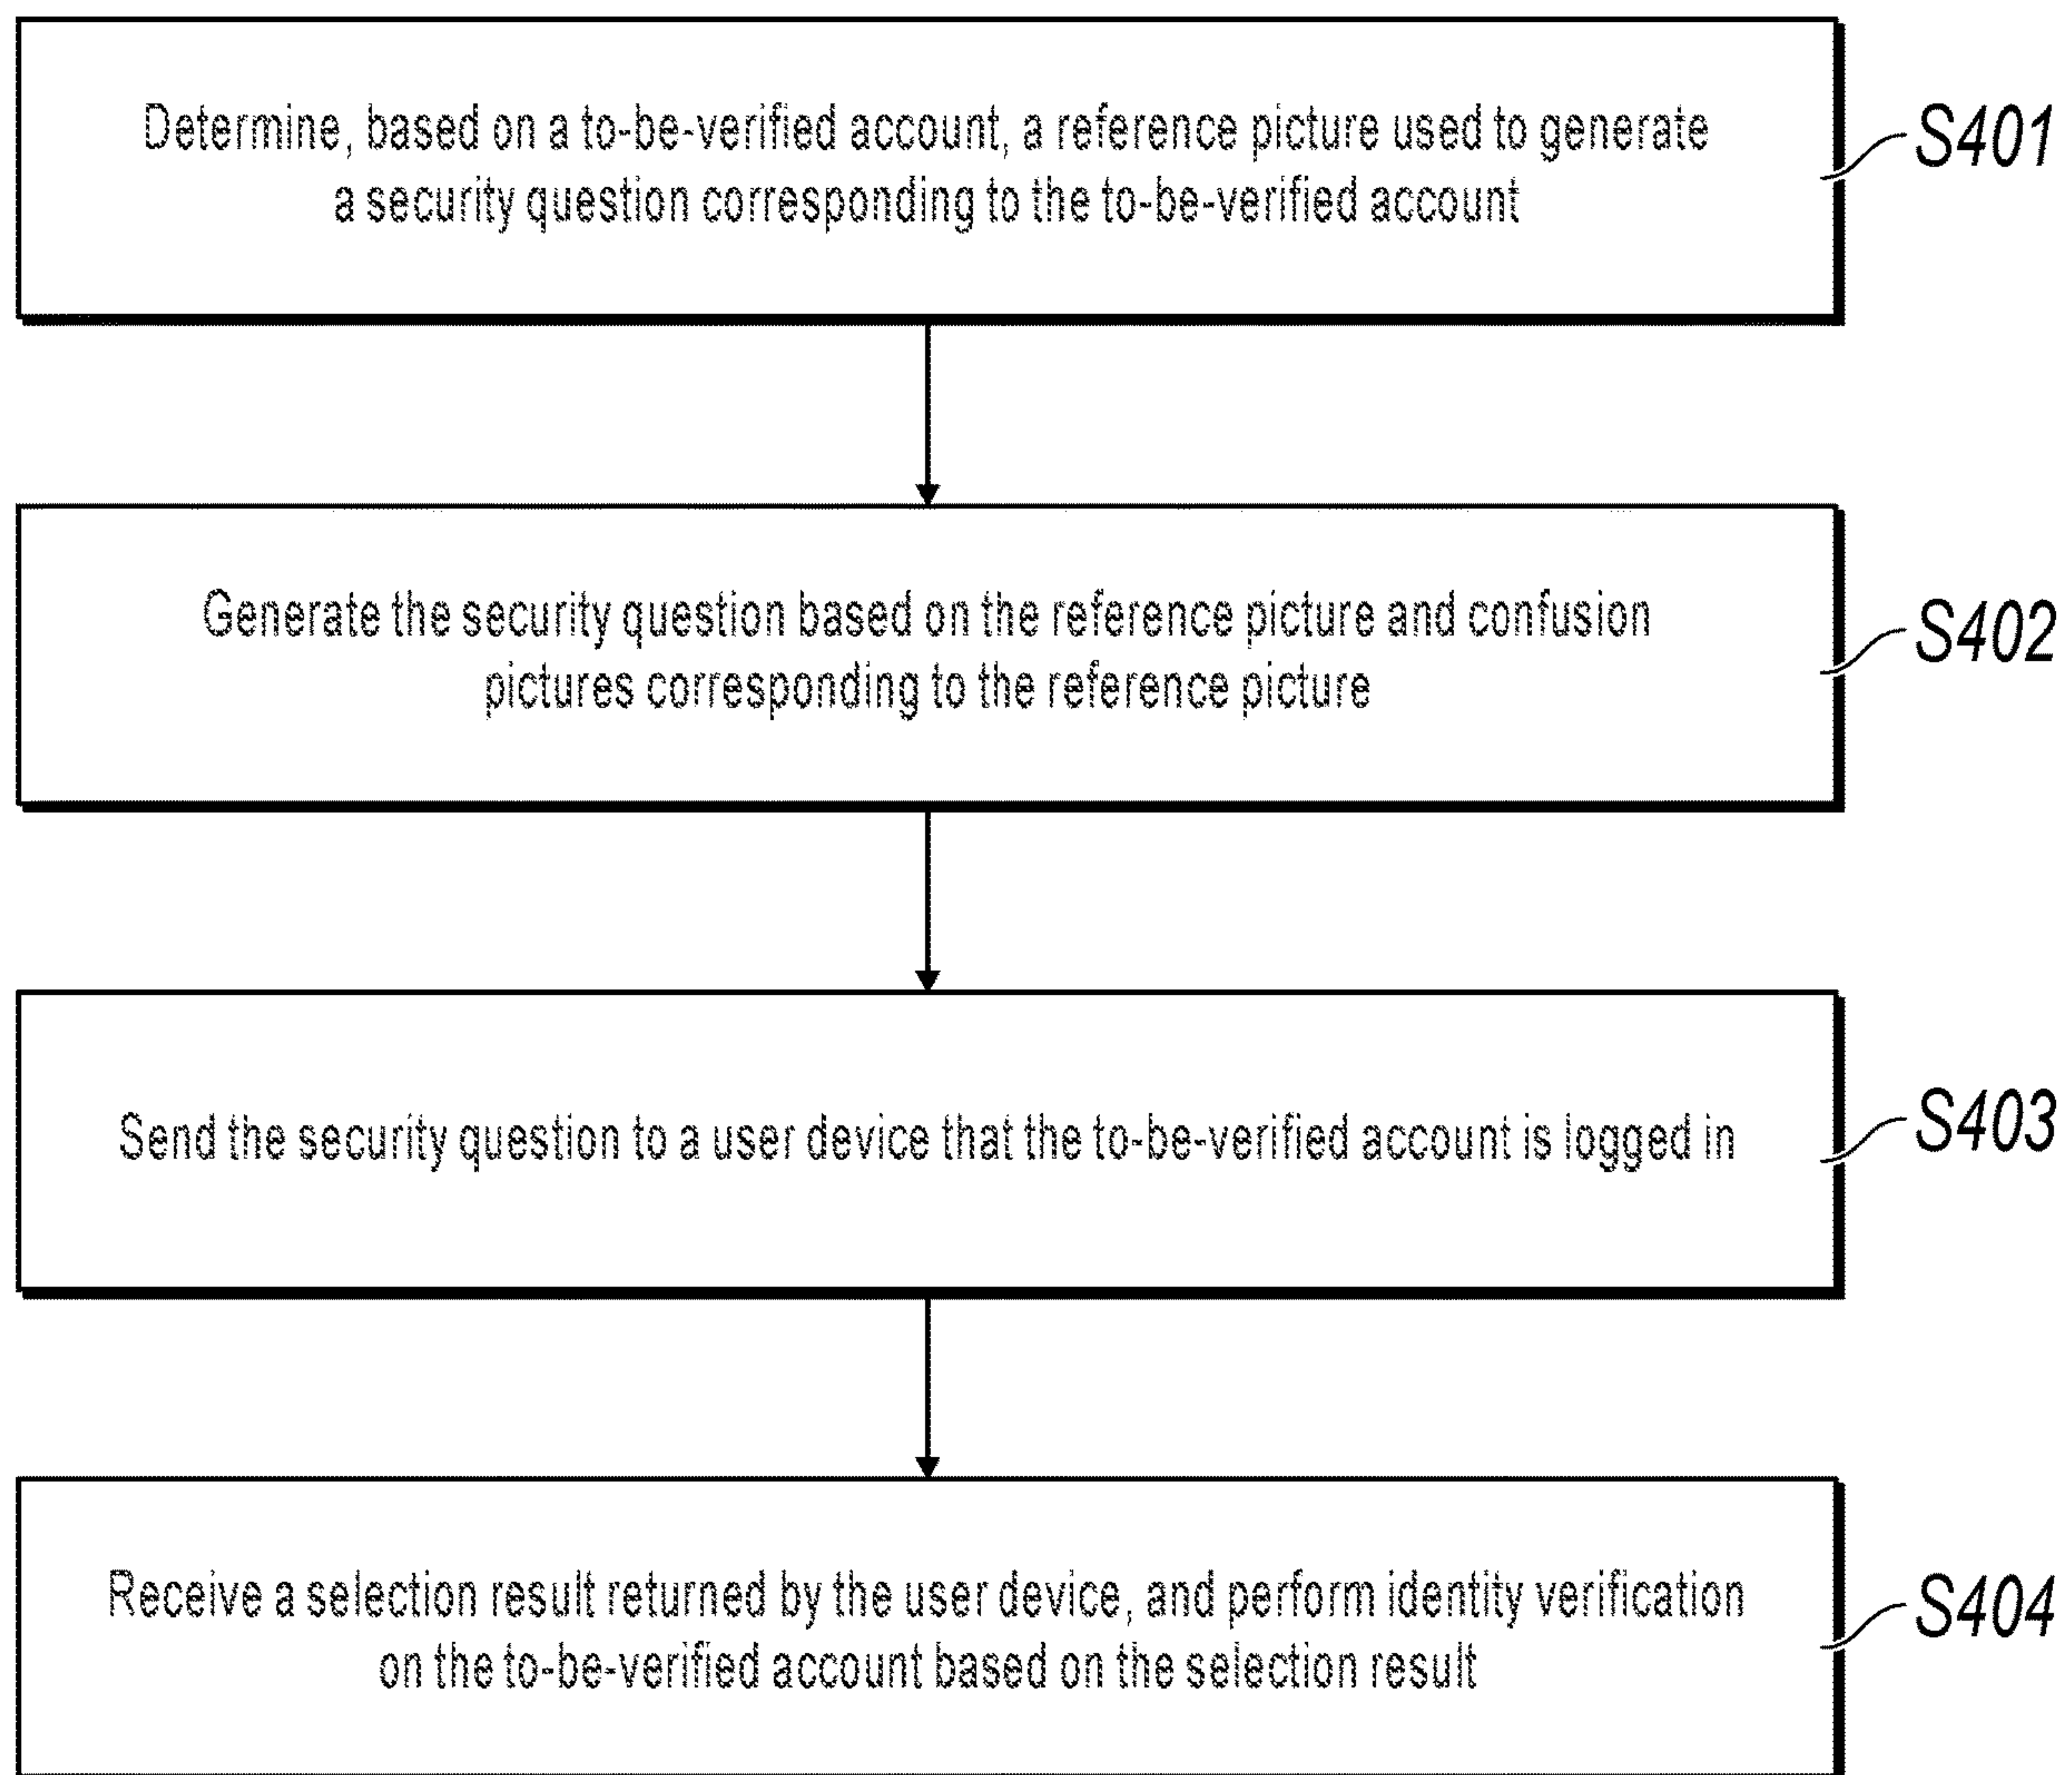 Determine, based on a to-be-verified account, a reference picture used to generate
a security question corresponding to the to-be-verified account
S401
Generate the security question based on the reference picture and confusion
pictures corresponding to the reference picture
S402
Send the security question to a user device that the to-be-verified account is logged in
S403
Receive a selection result returned by the user device, and perform identity verification
on the to-be-verified account based on the selection result
S404